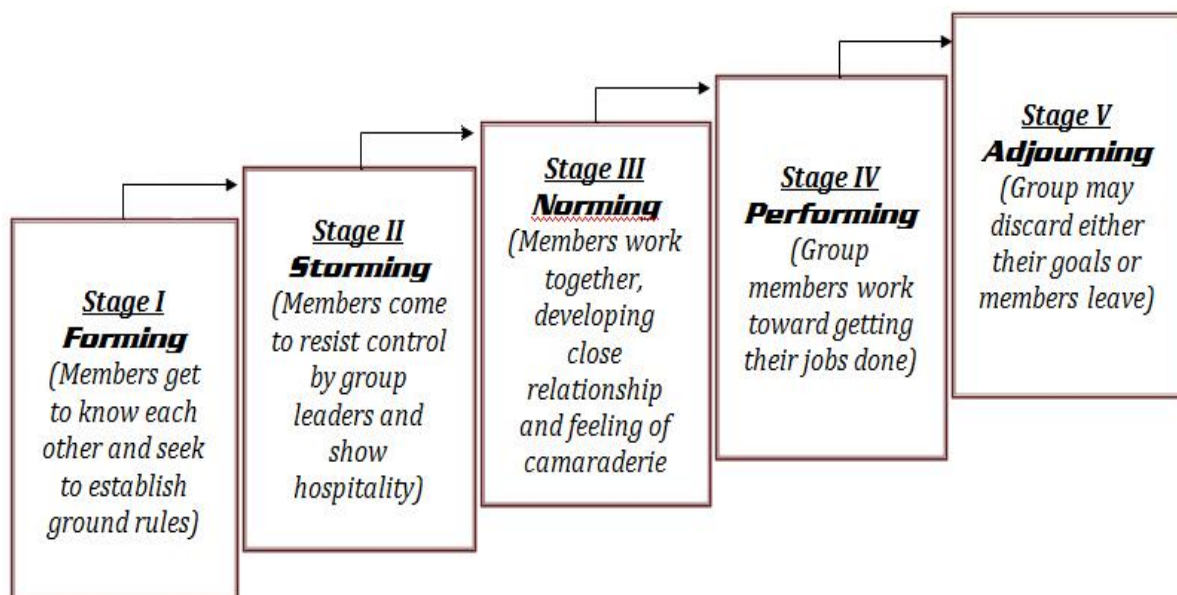 Stage I
Forming
(Members get
to know each
other and seek
to establish
ground rules)
Stage II
Storming
(Members come
to resist control
by group
leaders and
show
hospitality)
Stage III
Norming
(Members work
together,
developing
close
relationship
and feeling of
camaraderie
Stage IV
Performing
(Group
members work
toward getting
their jobs done)
Stage V
Adjourning
(Group may
discard either
their goals or
members leave)